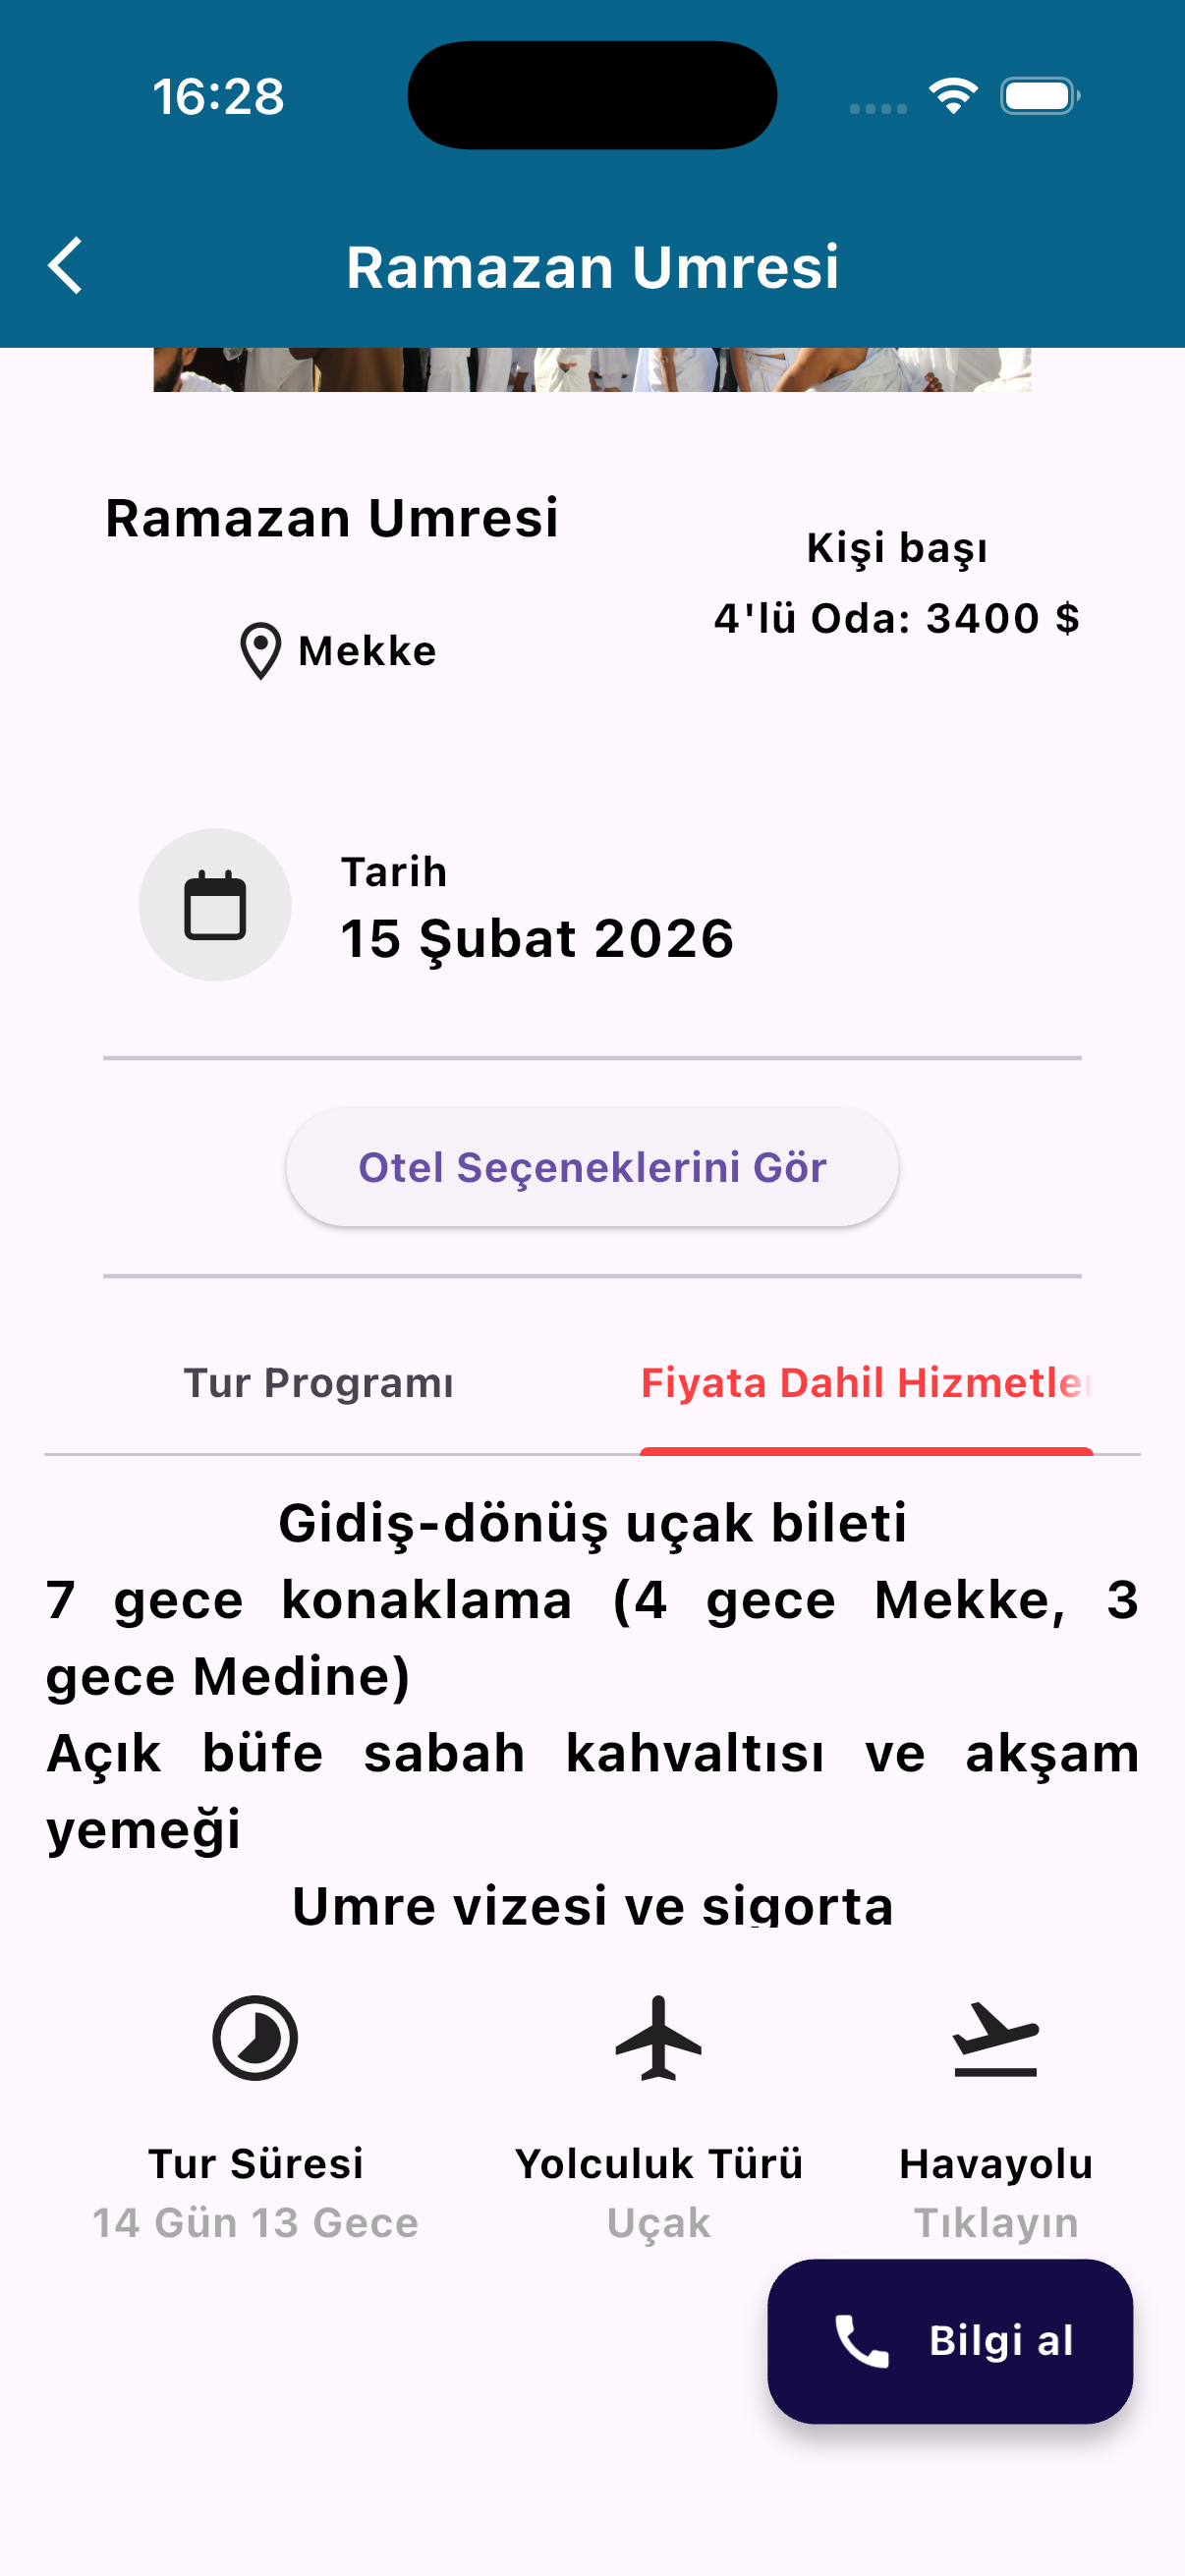 16:28
Ramazan Umresi
Ramazan Umresi
Kişi başı
4'lü Oda: 3400 $
Mekke
Tarih
15 Şubat 2026
Otel Seçeneklerini Gör
Tur Programı
Fiyata Dahil Hizmetler
Gidiş-dönüş uçak bileti
7 gece konaklama (4 gece Mekke, 3
gece Medine)
Açık büfe sabah kahvaltısı ve akşam
yemeği
Umre vizesi ve sigorta
Tur Süresi
Yolculuk Türü
Havayolu
14 Gün 13 Gece
Uçak
Tıklayın
Bilgi al